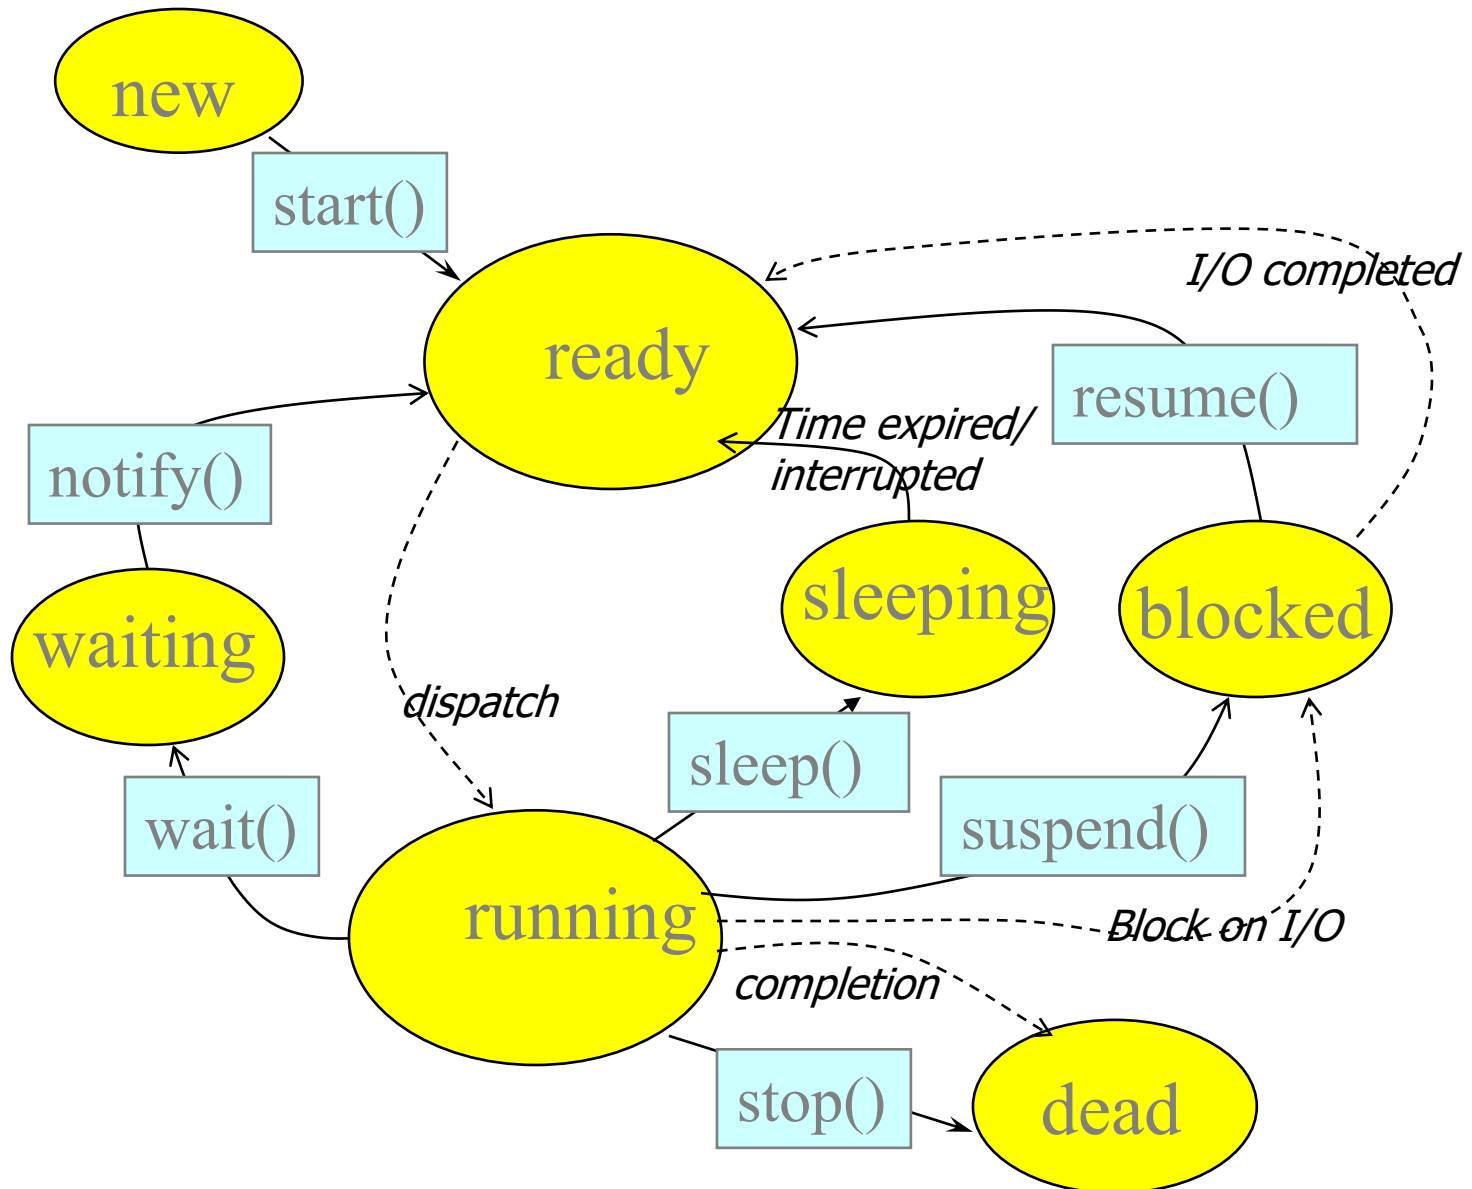 new
start()
I/O completed
ready
resume()
Time expired/
interrupted
notify()
sleeping
blocked
waiting
dispatch
sleep()
wait()
suspend()
running
Block on I/O
completion
stop()
dead